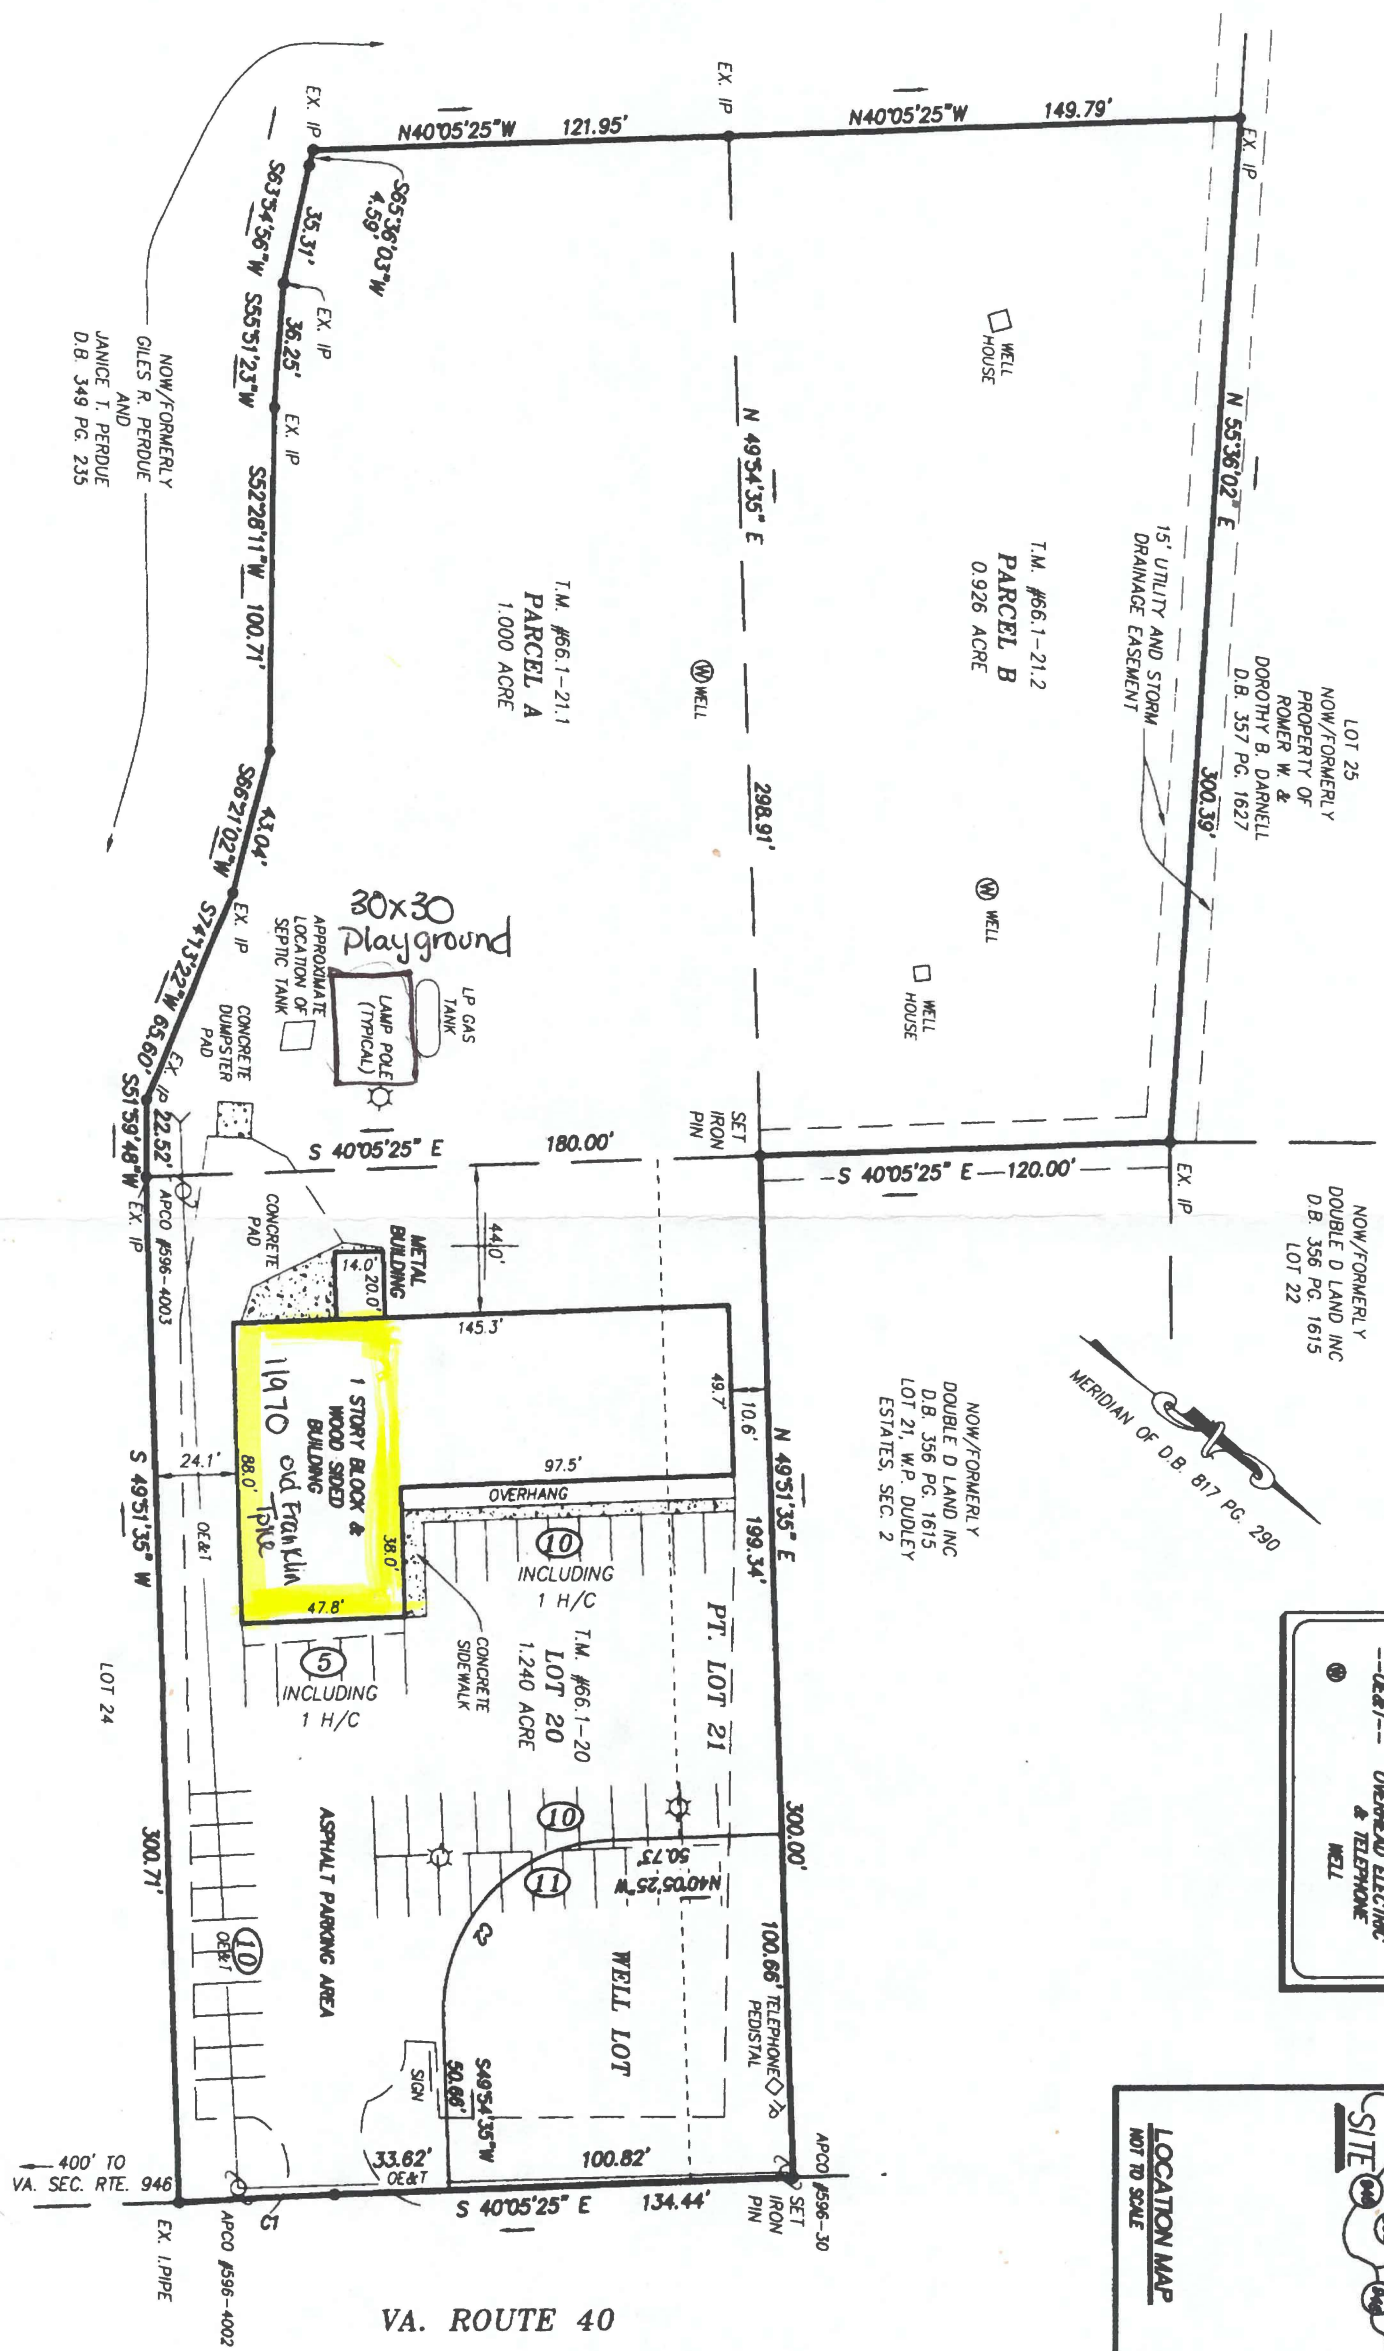 EX. IP
N40°05'25"W 121.95'
EX. IP
N40°05'25"W 149.79'
EX. IP
S65°36'03"W
4.59'
S63°54'56"W
35.31'
EX. IP
S55°51'23"W
36.25'
EX. IP
S52°28'11"W 100.71'
S66°21'02"W
43.04'
EX. IP
S74°13'22"W 65.60'
EX. IP
S51°59'48"W
22.52'
EX. IP
NOW/FORMERLY
GILES R. PERDUE
AND
JANICE T. PERDUE
D.B. 349 PG. 235
WELL
HOUSE
N 49°54'35" E
298.91'
N 55°36'02" E
300.39'
15' UTILITY AND STORM
DRAINAGE EASEMENT
T.M. #66.1-21.2
PARCEL B
0.926 ACRE
T.M. #66.1-21.1
PARCEL A
1.000 ACRE
W WELL
W WELL
WELL
HOUSE
LOT 25
NOW/FORMERLY
PROPERTY OF
ROMER W. &
DOROTHY B. DARNELL
D.B. 357 PG. 1627
30x30
Playground
LP GAS
TANK
LAMP POLE
(TYPICAL)
APPROXIMATE
LOCATION OF
SEPTIC TANK
CONCRETE
DUMPSTER
PAD
SET
IRON
PIN
S 40°05'25" E
180.00'
S 40°05'25" E
120.00'
EX. IP
NOW/FORMERLY
DOUBLE D LAND INC
D.B. 356 PG. 1615
LOT 22
MERIDIAN OF D.B. 817 PG. 290
NOW/FORMERLY
DOUBLE D LAND INC
D.B. 356 PG. 1615
LOT 21, W.P. DUDLEY
ESTATES, SEC. 2
APCO #596-4003
CONCRETE
PAD
METAL
BUILDING
14.0'
20.0'
44.0'
145.3'
49.7'
10.6'
97.5'
OVERHANG
1 STORY BLOCK &
WOOD SIDED
BUILDING
11970 old Franklin
Tpke
88.0'
38.0'
47.8'
24.1'
OE&T
10
INCLUDING
1 H/C
5
INCLUDING
1 H/C
CONCRETE
SIDEWALK
T.M. #66.1-20
LOT 20
1.240 ACRE
PT. LOT 21
N 49°51'35" E
199.34'
300.00'
100.66'
S 49°51'35" W
300.71'
LOT 24
10
11
10
OE&T
50.73'
N40°05'25"W
ASPHALT PARKING AREA
WELL LOT
TELEPHONE
PEDISTAL
SIGN
S49°54'35"W
50.66'
33.62'
OE&T
100.82'
S 40°05'25" E
134.44'
C1
APCO #596-30
SET
IRON
PIN
400' TO
VA. SEC. RTE. 946
EX. I.PIPE
APCO #596-4002
VA. ROUTE 40
--OE&T-- OVERHEAD ELECTRIC
& TELEPHONE
W WELL
SITE
LOCATION MAP
NOT TO SCALE